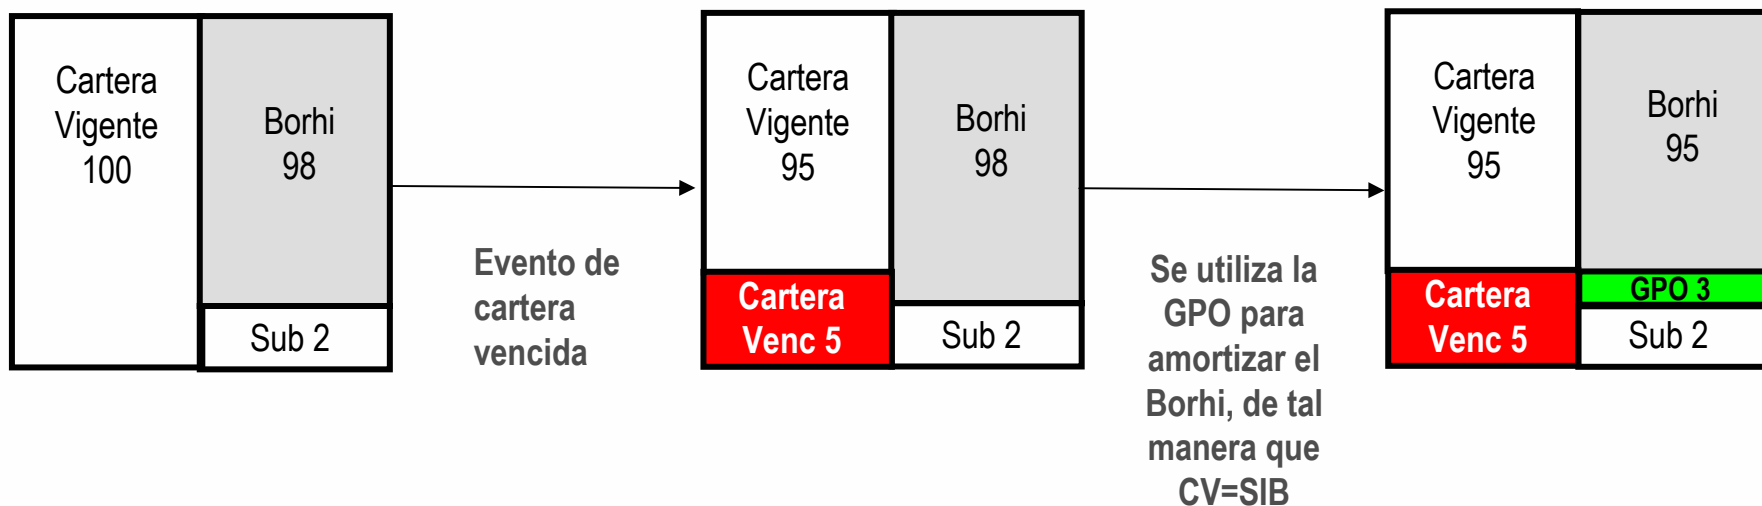 Cartera
Vigente
100
Borhi
98
Sub 2
Evento de
cartera
vencida
Cartera
Vigente
95
Borhi
98
Cartera
Venc 5
Sub 2
Se utiliza la
GPO para
amortizar el
Borhi, de tal
manera que
CV=SIB
Cartera
Vigente
95
Borhi
95
Cartera
Venc 5
GPO 3
Sub 2